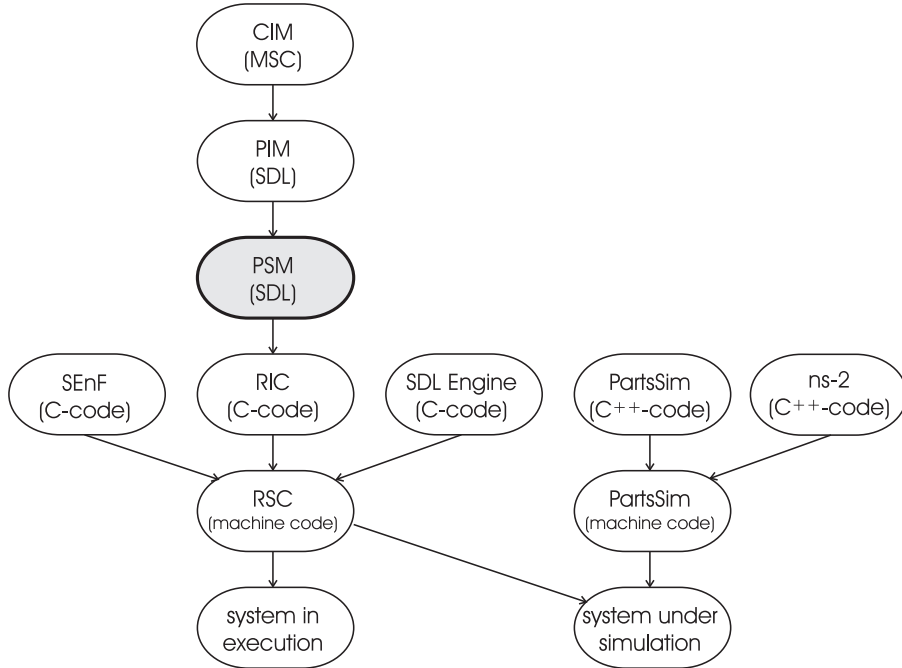 CIM
(MSC)
PIM
(SDL)
PSM
(SDL)
SEnF
(C-code)
RIC
(C-code)
SDL Engine
(C-code)
PartsSim
(C++-code)
ns-2
(C++-code)
RSC
(machine code)
PartsSim
(machine code)
system in
execution
system under
simulation